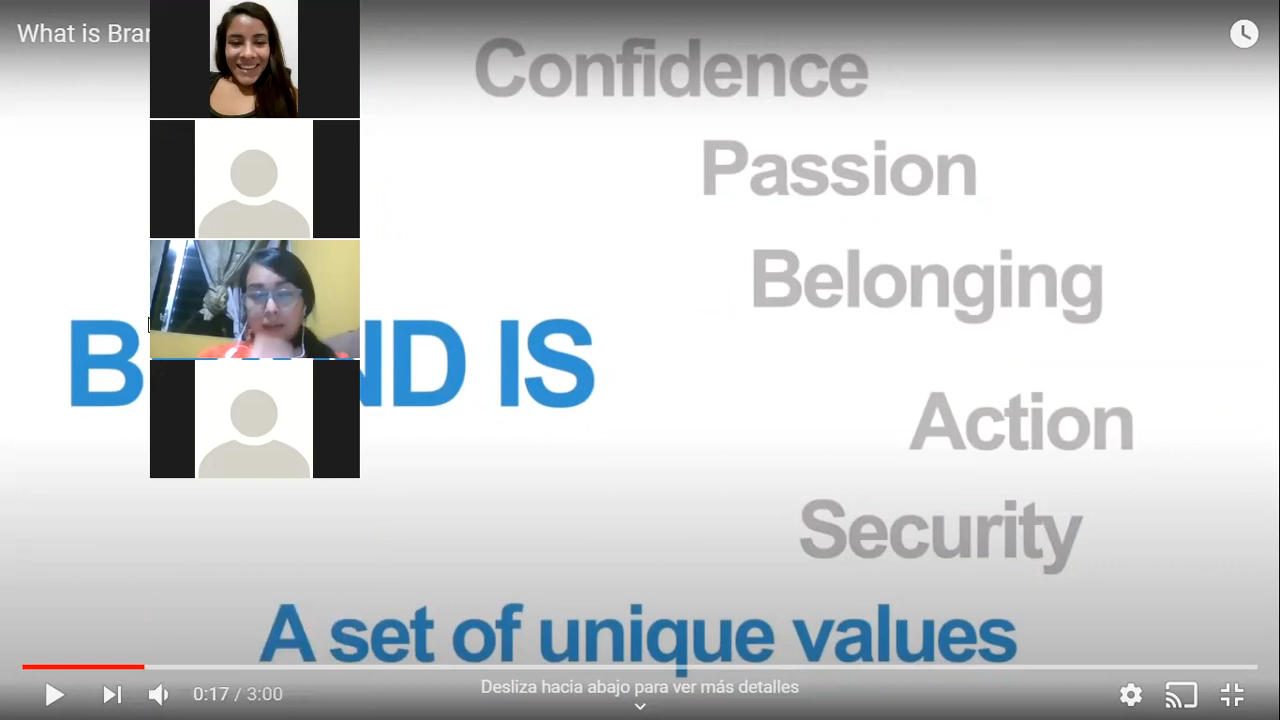 What is Bran
Confidence
Passion
Belonging
B ND IS
Action
Security
A set of unique values
0:17 / 3:00
Desliza hacia abajo para ver más detalles